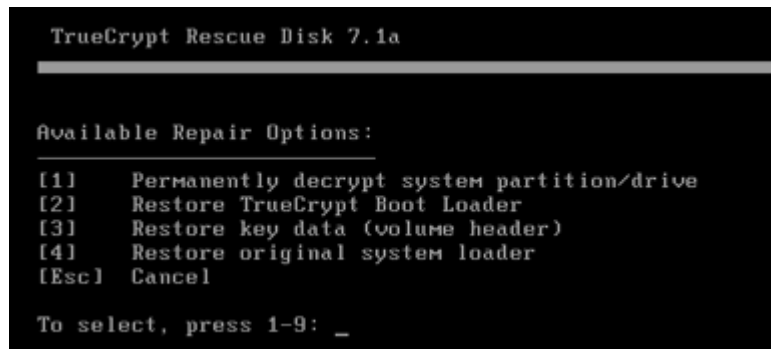 TrueCrypt Rescue Disk 7.1a
Available Repair Options:
[1] Permanently decrypt system partition/drive
[2] Restore TrueCrypt Boot Loader
[3] Restore key data (volume header)
[4] Restore original system loader
[Esc] Cancel
To select, press 1-9: _